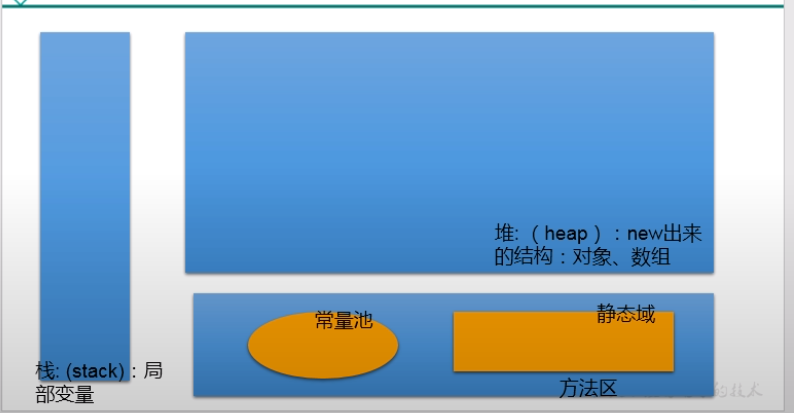 堆:（heap）：new出来
的结构：对象、数组
常量池
静态域
栈: (stack)：局
部变量
方法区